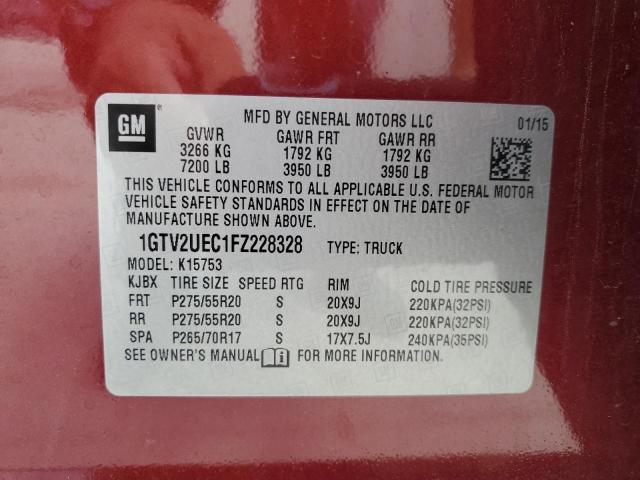 GM
MFD BY GENERAL MOTORS LLC 01/15
GVWR GAWR FRT GAWR RR
3266 KG 1792 KG 1792 KG
7200 LB 3950 LB 3950 LB
THIS VEHICLE CONFORMS TO ALL APPLICABLE U.S. FEDERAL MOTOR
VEHICLE SAFETY STANDARDS IN EFFECT ON THE DATE OF
MANUFACTURE SHOWN ABOVE.
1GTV2UEC1FZ228328 TYPE: TRUCK
MODEL: K15753
KJBX TIRE SIZE SPEED RTG RIM COLD TIRE PRESSURE
FRT P275/55R20 S 20X9J 220KPA(32PSI)
RR P275/55R20 S 20X9J 220KPA(32PSI)
SPA P265/70R17 S 17X7.5J 240KPA(35PSI)
SEE OWNER'S MANUAL i FOR MORE INFORMATION.